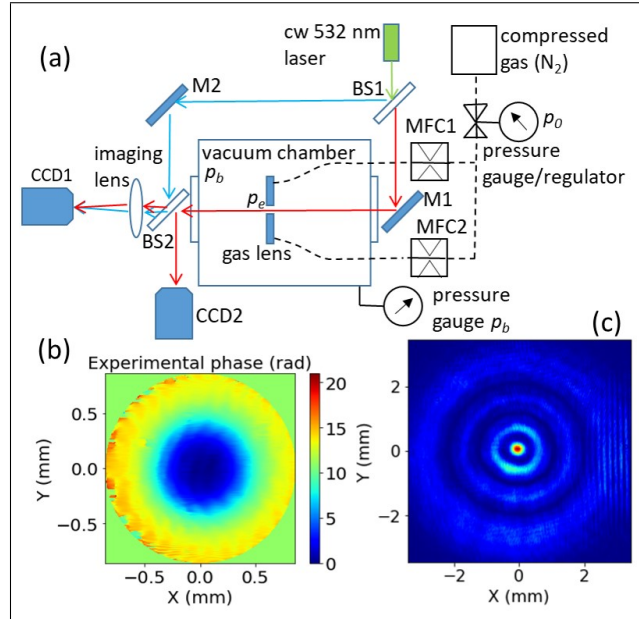 (a)
cw 532 nm
laser
compressed
gas (N₂)
M2
BS1
MFC1
p₀
imaging
lens
vacuum chamber
p_b
pressure
gauge/regulator
CCD1
p_e
M1
BS2
gas lens
MFC2
CCD2
pressure
gauge p_b
(b)
(c)
Experimental phase (rad)
20
15
10
5
0
0.5
0.0
−0.5
Y (mm)
−0.5 0.0 0.5
X (mm)
2
0
−2
Y (mm)
−2 0 2
X (mm)